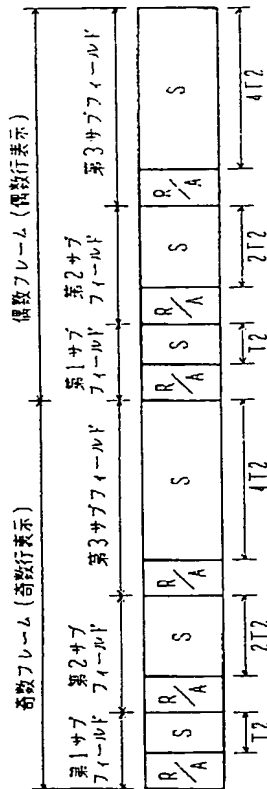 奇数フレーム(奇数行表示)
偶数フレーム(偶数行表示)
第1サブ
フィールド
第2サブ
フィールド
第3サブフィールド
第1サブ
フィールド
第2サブ
フィールド
第3サブフィールド
R/A
S
R/A
S
R/A
S
R/A
S
R/A
S
R/A
S
T2
2T2
4T2
T2
2T2
4T2